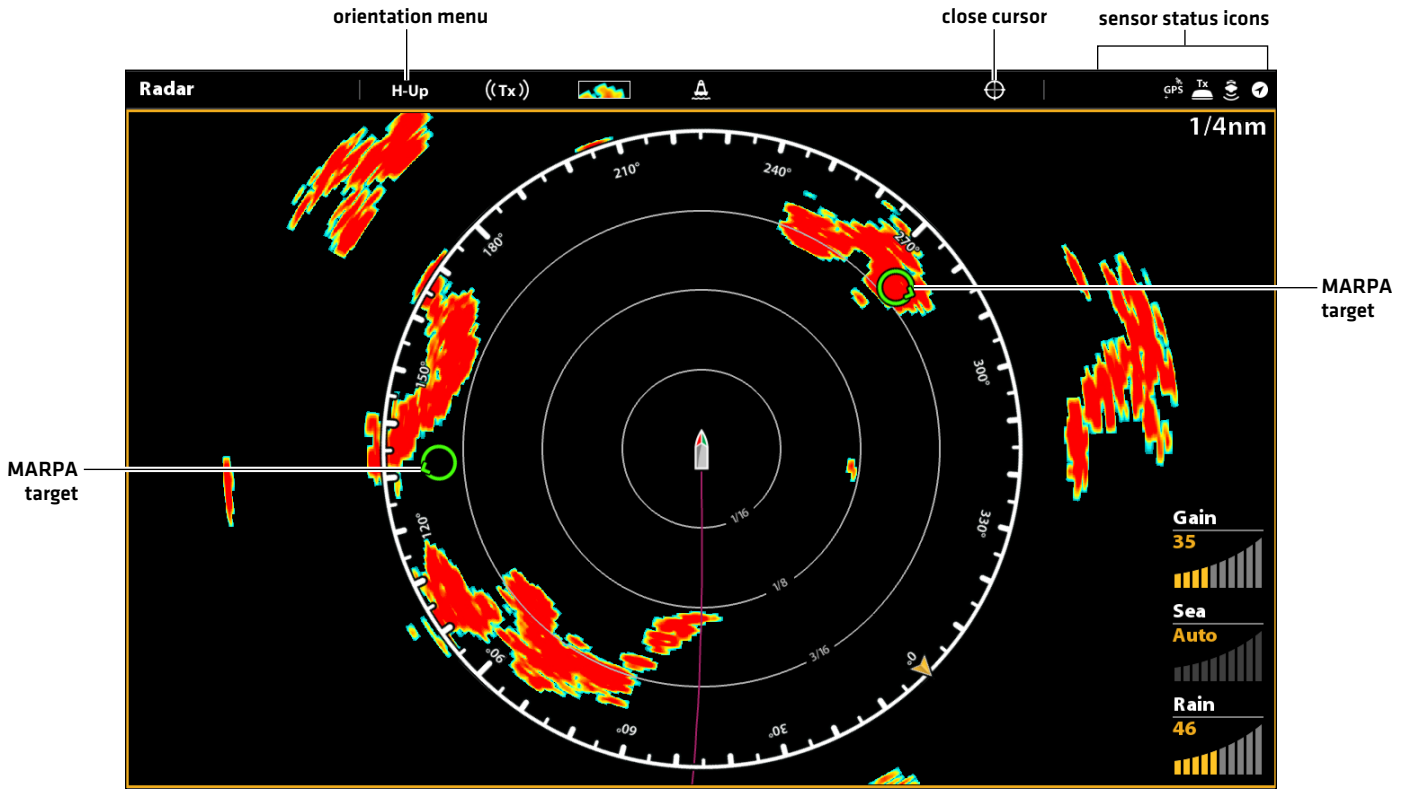 orientation menu
close cursor
sensor status icons
Radar
H-Up
((Tx))
GPS
Tx
1/4nm
210°
240°
180°
270°
MARPA
target
150°
300°
MARPA
target
1/16
120°
330°
1/8
3/16
90°
0°
60°
30°
Gain
35
Sea
Auto
Rain
46